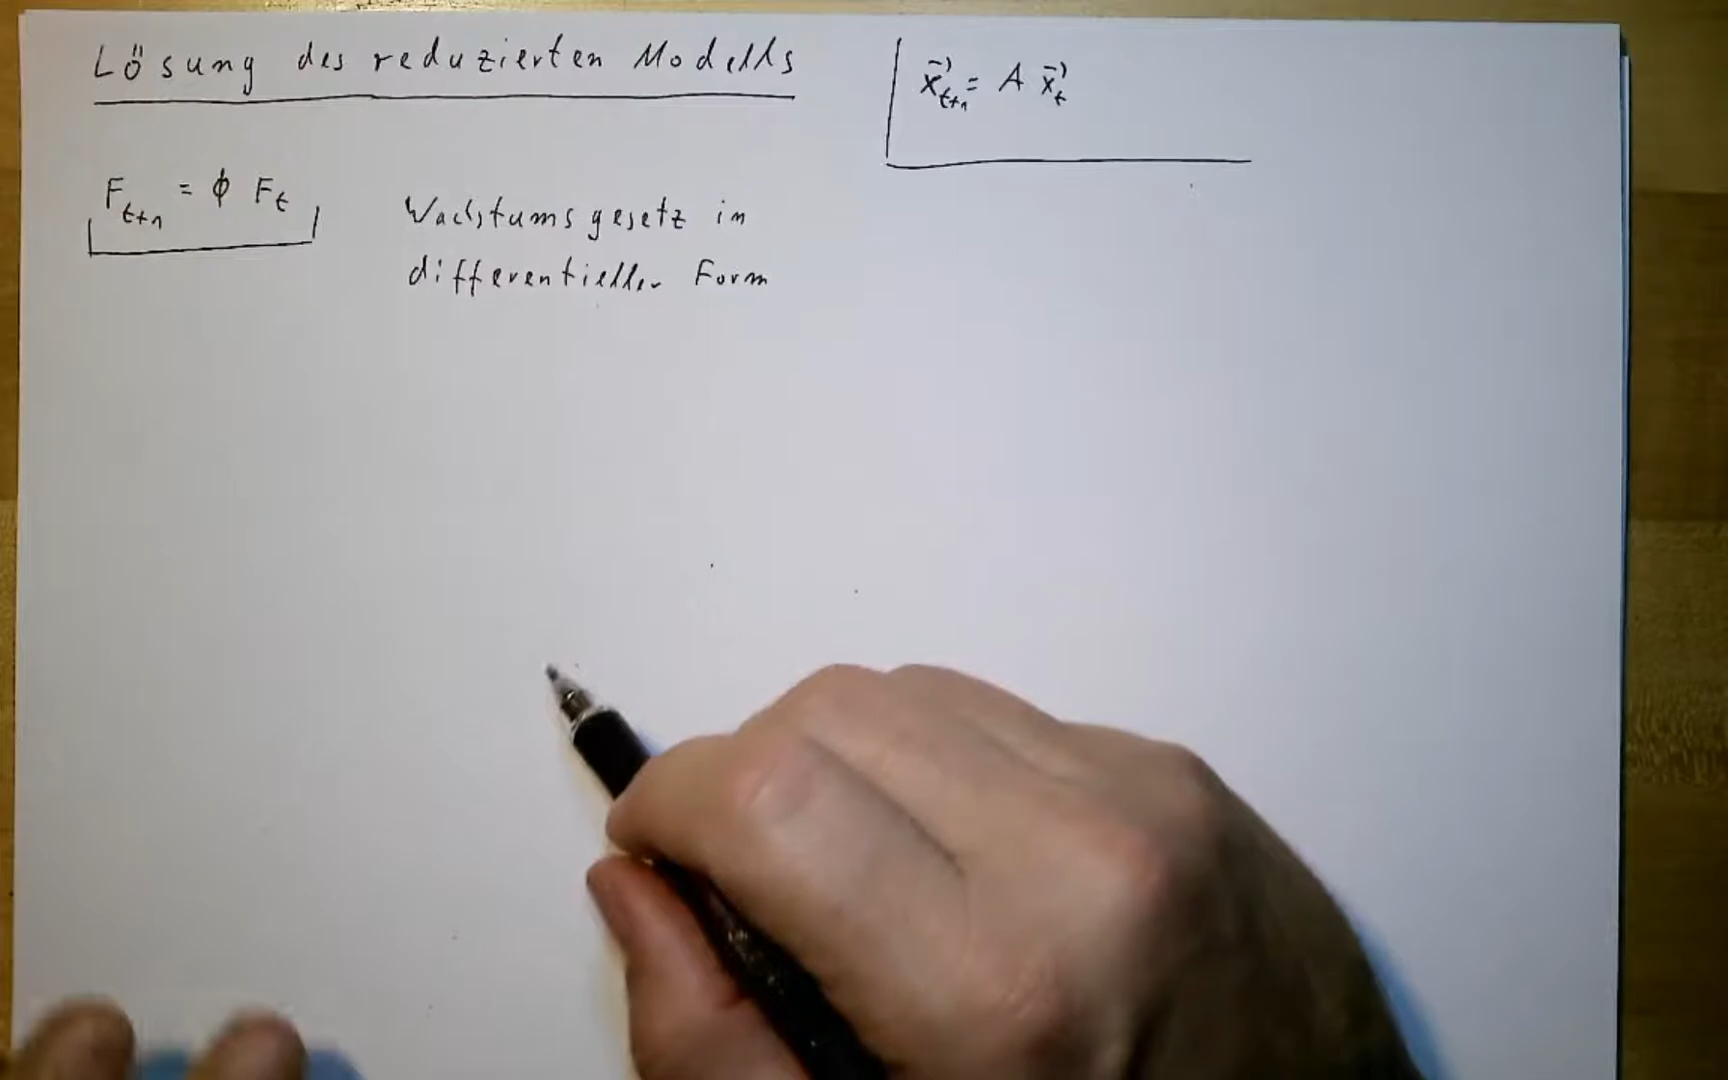 Lösung des reduzierten Modells
x⃗ₜ₊₁ = A x⃗ₜ
Fₜ₊₁ = ϕ Fₜ
Wachstumsgesetz in
differentieller Form